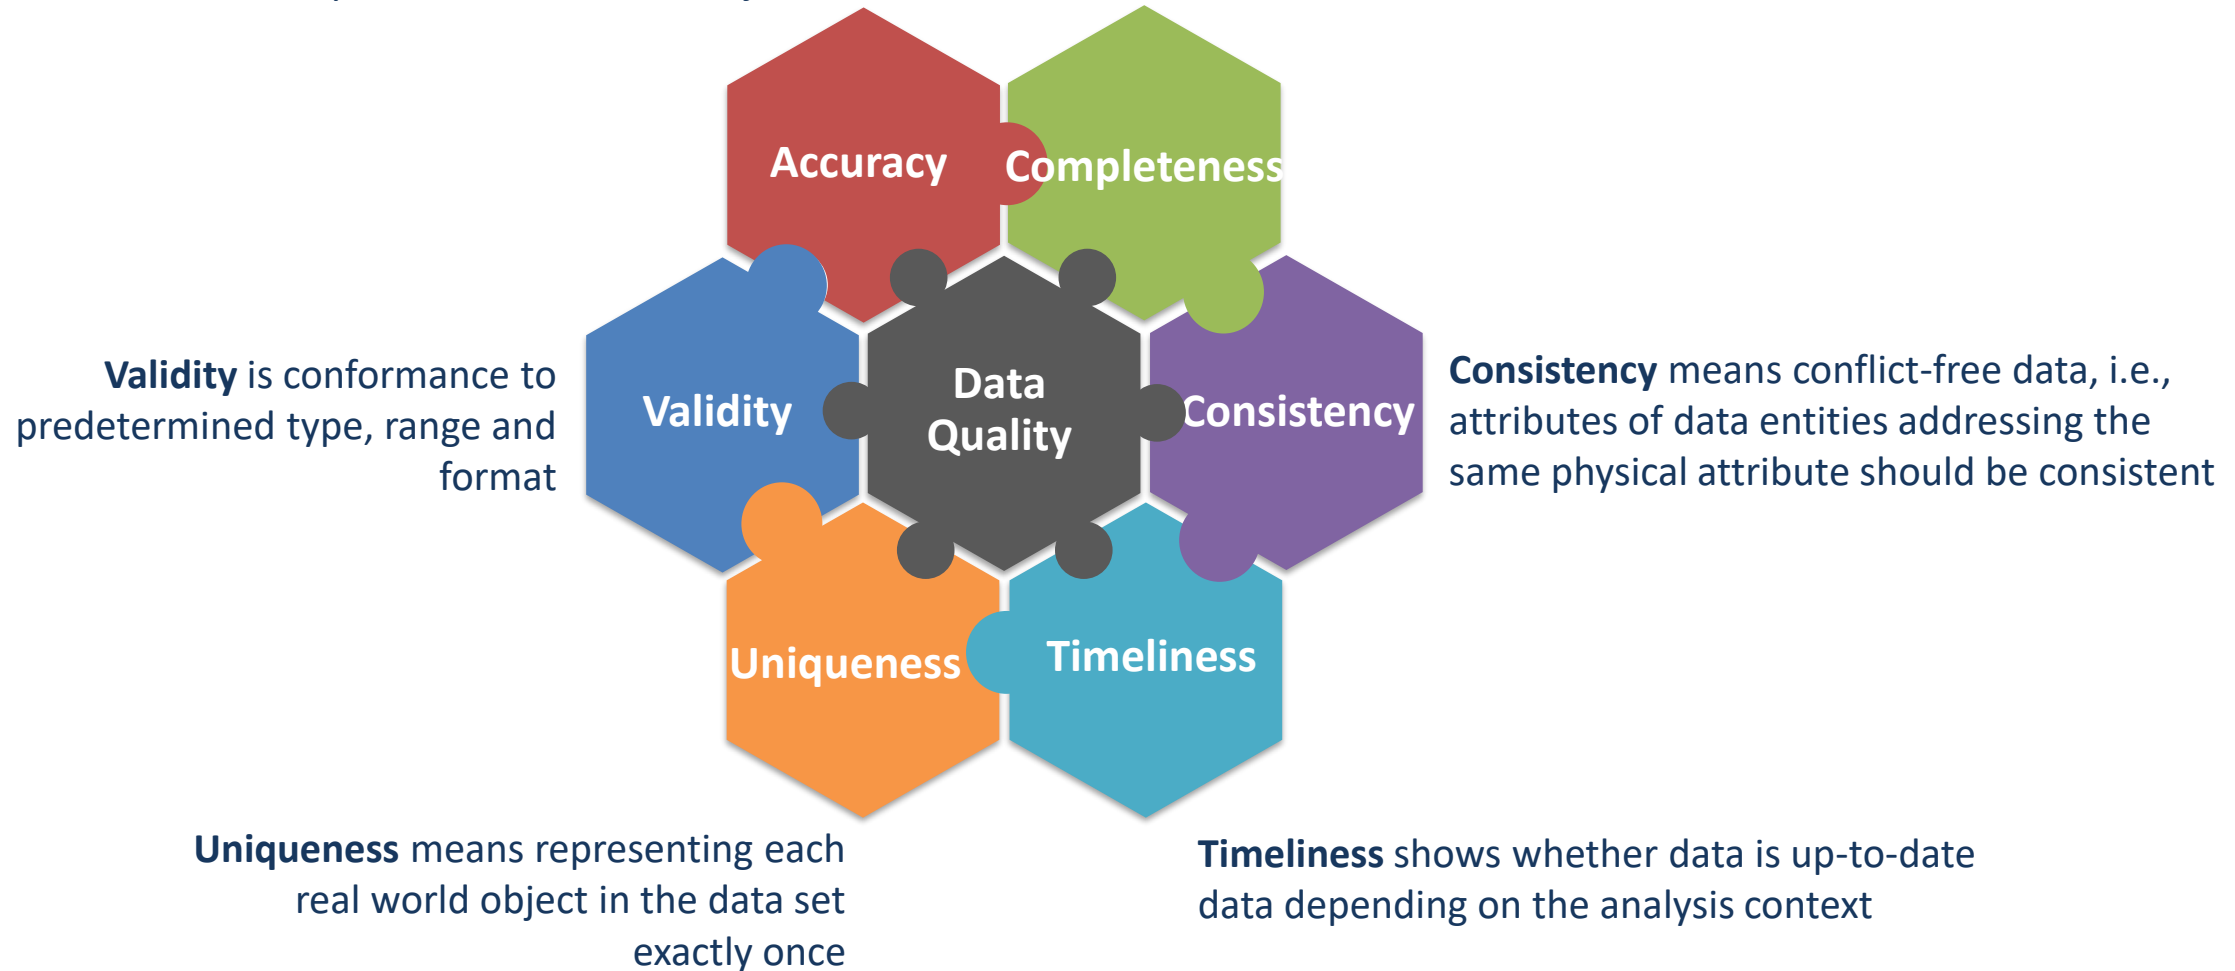 Accuracy
Completeness
Validity is conformance to
predetermined type, range and
format
Validity
Data
Quality
Consistency
Consistency means conflict-free data, i.e.,
attributes of data entities addressing the
same physical attribute should be consistent
Uniqueness
Timeliness
Uniqueness means representing each
real world object in the data set
exactly once
Timeliness shows whether data is up-to-date
data depending on the analysis context